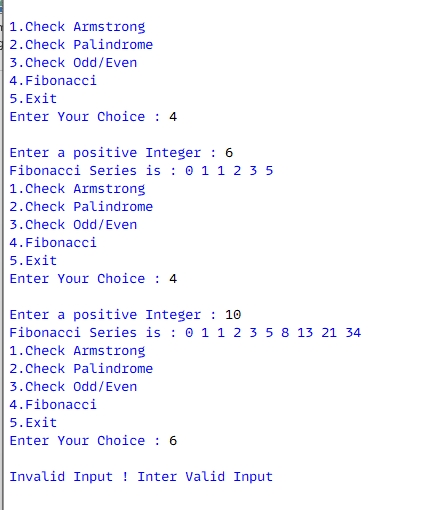 1.Check Armstrong
2.Check Palindrome
3.Check Odd/Even
4.Fibonacci
5.Exit
Enter Your Choice : 4
Enter a positive Integer : 6
Fibonacci Series is : 0 1 1 2 3 5
1.Check Armstrong
2.Check Palindrome
3.Check Odd/Even
4.Fibonacci
5.Exit
Enter Your Choice : 4
Enter a positive Integer : 10
Fibonacci Series is : 0 1 1 2 3 5 8 13 21 34
1.Check Armstrong
2.Check Palindrome
3.Check Odd/Even
4.Fibonacci
5.Exit
Enter Your Choice : 6
Invalid Input ! Inter Valid Input